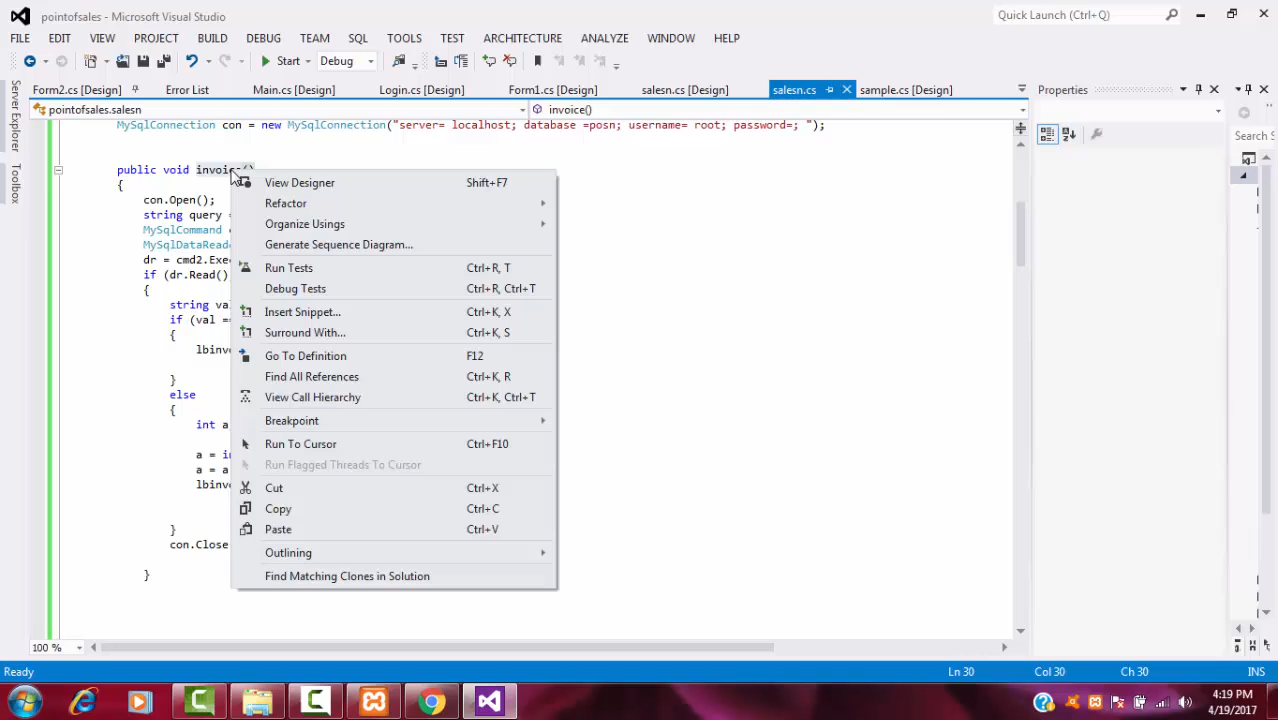 pointofsales - Microsoft Visual Studio
Quick Launch (Ctrl+Q)
FILE EDIT VIEW PROJECT BUILD DEBUG TEAM SQL TOOLS TEST ARCHITECTURE ANALYZE WINDOW HELP
Start Debug
Form2.cs [Design] Error List Main.cs [Design] Login.cs [Design] Form1.cs [Design] salesn.cs [Design] salesn.cs sample.cs [Design]
Properties
Server Explorer
Toolbox
pointofsales.salesn
invoice()
Search S
MySqlConnection con = new MySqlConnection("server= localhost; database =posn; username= root; password=; ");
public void invoice()
{
con.Open();
string query =
MySqlCommand
MySqlDataReade
dr = cmd2.Exec
if (dr.Read()
{
string val
if (val ==
{
lbinv
}
else
{
int a
a = in
a = a
lbinv
}
con.Close
}
View Designer Shift+F7
Refactor
Organize Usings
Generate Sequence Diagram...
Run Tests Ctrl+R, T
Debug Tests Ctrl+R, Ctrl+T
Insert Snippet... Ctrl+K, X
Surround With... Ctrl+K, S
Go To Definition F12
Find All References Ctrl+K, R
View Call Hierarchy Ctrl+K, Ctrl+T
Breakpoint
Run To Cursor Ctrl+F10
Run Flagged Threads To Cursor
Cut Ctrl+X
Copy Ctrl+C
Paste Ctrl+V
Outlining
Find Matching Clones in Solution
100 %
Ready Ln 30 Col 30 Ch 30 INS
4:19 PM
4/19/2017